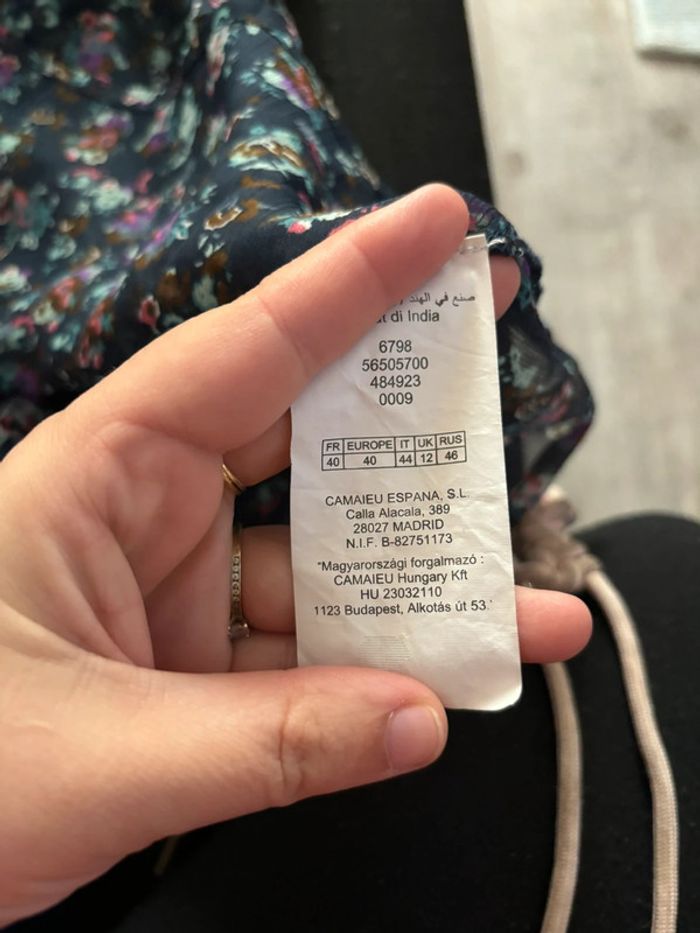 صنع في الهند
di India
6798
56505700
484923
0009
FR EUROPE IT UK RUS
40 40 44 12 46
CAMAIEU ESPANA, S.L.
Calla Alacala, 389
28027 MADRID
N.I.F. B-82751173
"Magyarországi forgalmazó :
CAMAIEU Hungary Kft
HU 23032110
1123 Budapest, Alkotás út 53.'